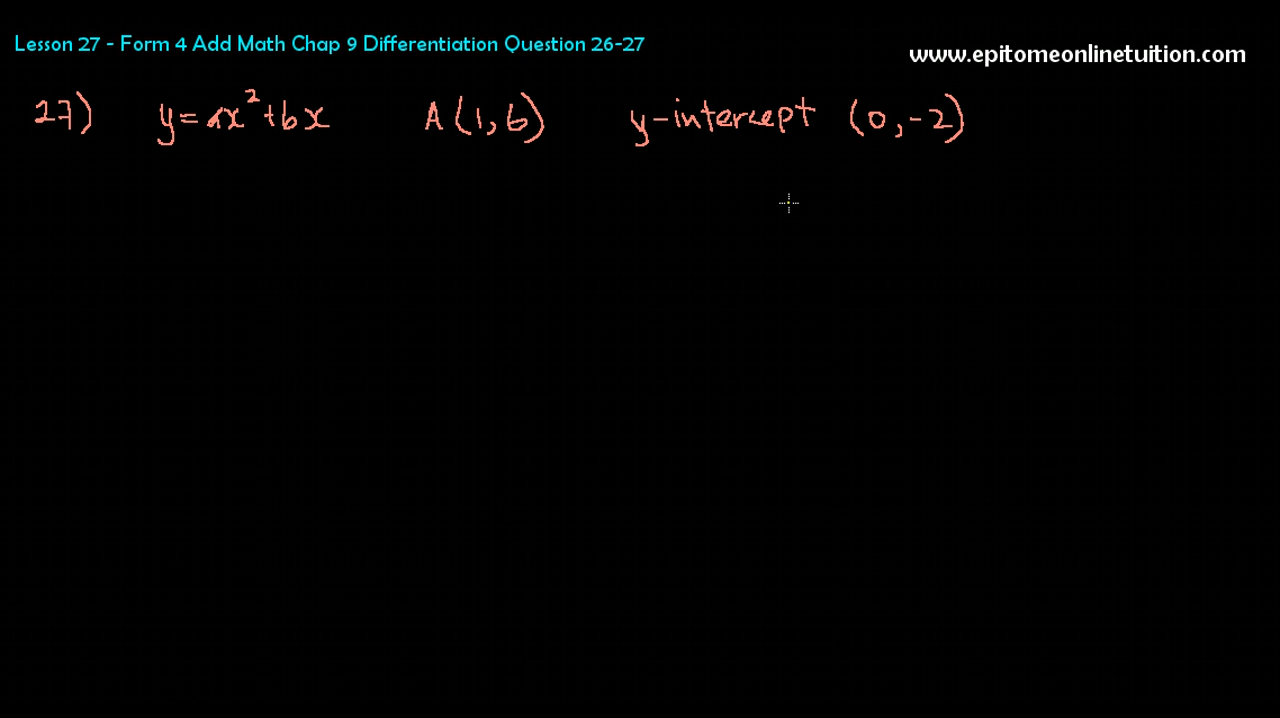 Lesson 27 - Form 4 Add Math Chap 9 Differentiation Question 26-27
www.epitomeonlinetuition.com
27) y=ax²+bx A(1,6) y-intercept (0,-2)